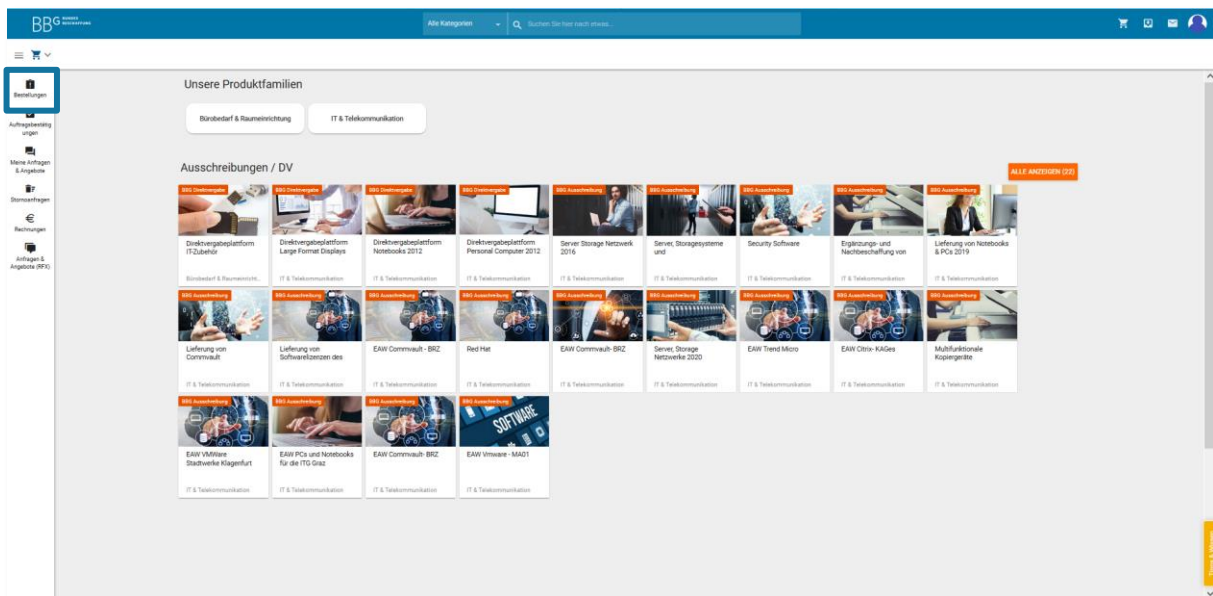 BBG BUNDES
BESCHAFFUNG
Alle Kategorien
Suchen Sie hier nach etwas...
Bestellungen
Auftragsbestätig
ungen
Meine Anfragen
& Angebote
Stornoanfragen
Rechnungen
Anfragen &
Angebote (RFX)
Unsere Produktfamilien
Bürobedarf & Raumeinrichtung
IT & Telekommunikation
Ausschreibungen / DV
ALLE ANZEIGEN (22)
BBG Direktvergabe
Direktvergabeplattform
IT-Zubehör
Bürobedarf & Raumeinricht...
BBG Direktvergabe
Direktvergabeplattform
Large Format Displays
IT & Telekommunikation
BBG Direktvergabe
Direktvergabeplattform
Notebooks 2012
IT & Telekommunikation
BBG Direktvergabe
Direktvergabeplattform
Personal Computer 2012
IT & Telekommunikation
BBG Ausschreibung
Server Storage Netzwerk
2016
IT & Telekommunikation
BBG Ausschreibung
Server, Storagesysteme
und
IT & Telekommunikation
BBG Ausschreibung
Security Software
IT & Telekommunikation
BBG Ausschreibung
Ergänzungs- und
Nachbeschaffung von
IT & Telekommunikation
BBG Ausschreibung
Lieferung von Notebooks
& PCs 2019
IT & Telekommunikation
BBG Ausschreibung
Lieferung von
Commvault
IT & Telekommunikation
BBG Ausschreibung
Lieferung von
Softwarelizenzen des
IT & Telekommunikation
BBG Ausschreibung
EAW Commvault - BRZ
IT & Telekommunikation
BBG Ausschreibung
Red Hat
IT & Telekommunikation
BBG Ausschreibung
EAW Commvault- BRZ
IT & Telekommunikation
BBG Ausschreibung
Server, Storage
Netzwerke 2020
IT & Telekommunikation
BBG Ausschreibung
EAW Trend Micro
IT & Telekommunikation
BBG Ausschreibung
EAW Citrix- KAGes
IT & Telekommunikation
BBG Ausschreibung
Multifunktionale
Kopiergeräte
IT & Telekommunikation
BBG Ausschreibung
EAW VMWare
Stadtwerke Klagenfurt
IT & Telekommunikation
BBG Ausschreibung
EAW PCs und Notebooks
für die ITG Graz
IT & Telekommunikation
BBG Ausschreibung
EAW Commvault- BRZ
IT & Telekommunikation
BBG Ausschreibung
SOFTWARE
EAW Vmware - MA01
IT & Telekommunikation